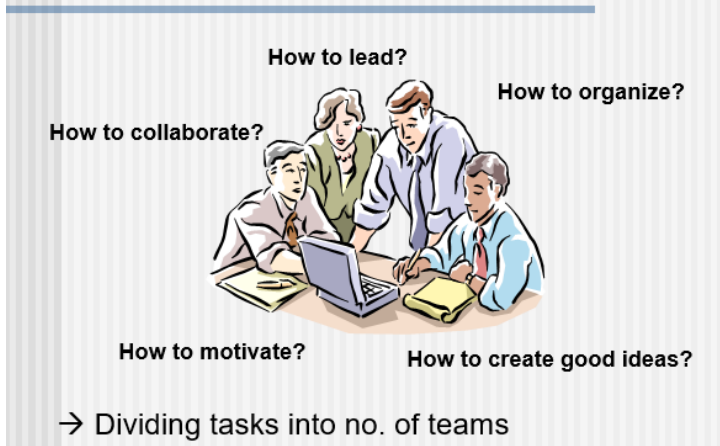 How to lead?
How to organize?
How to collaborate?
How to motivate?
How to create good ideas?
→ Dividing tasks into no. of teams